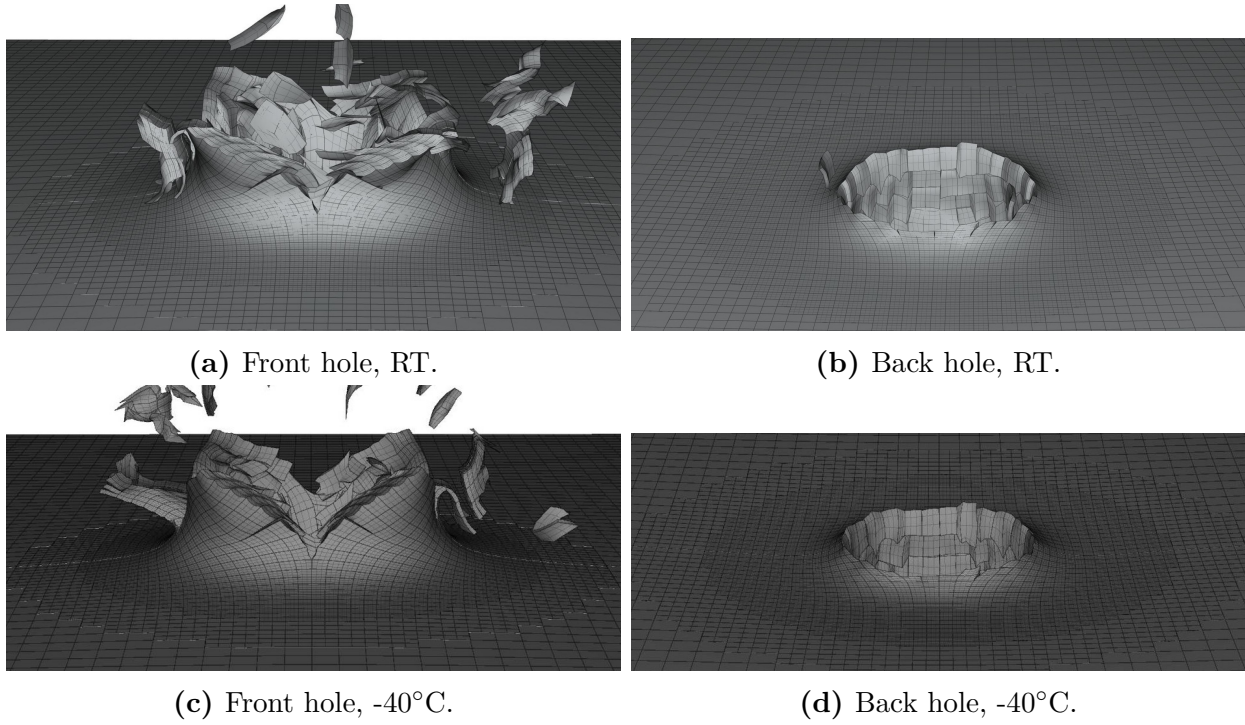 (a) Front hole, RT.
(b) Back hole, RT.
(c) Front hole, -40°C.
(d) Back hole, -40°C.